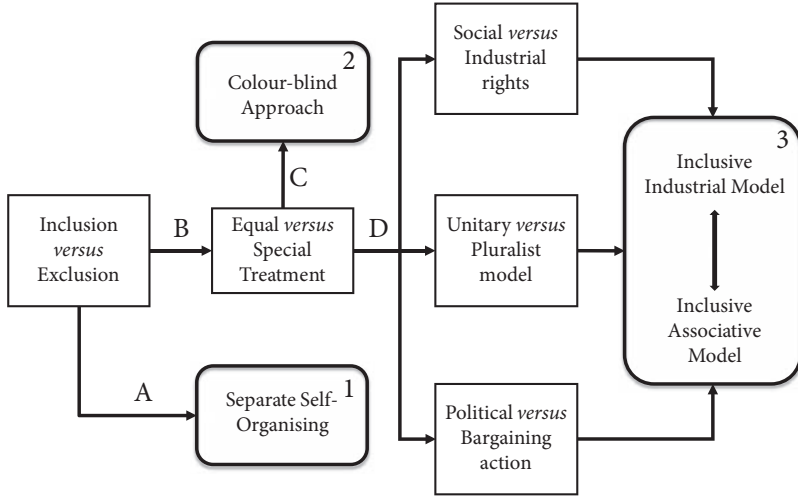 Social versus
Industrial
rights
2
Colour-blind
Approach
3
Inclusive
Industrial Model
C
Inclusion
versus
Exclusion
B
Equal versus
Special
Treatment
D
Unitary versus
Pluralist
model
Inclusive
Associative
Model
A
1
Separate Self-
Organising
Political versus
Bargaining
action